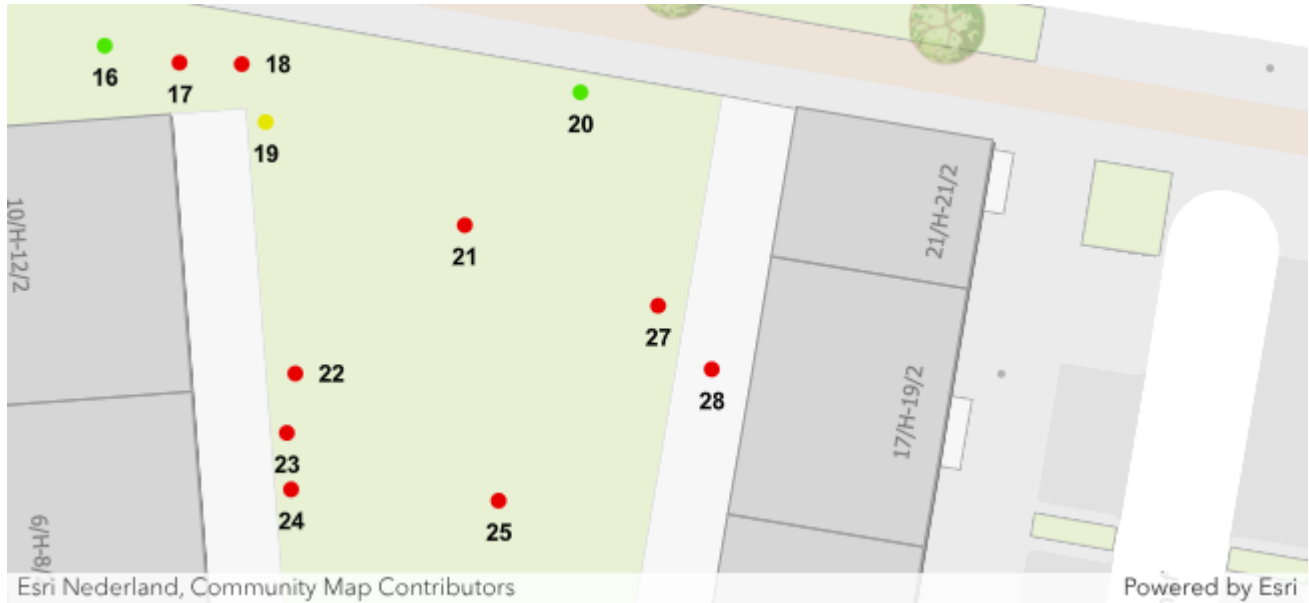 16
17
18
19
20
21
22
23
24
25
27
28
10/H-12/2
6/H-8/
21/H-21/2
17/H-19/2
Esri Nederland, Community Map Contributors
Powered by Esri